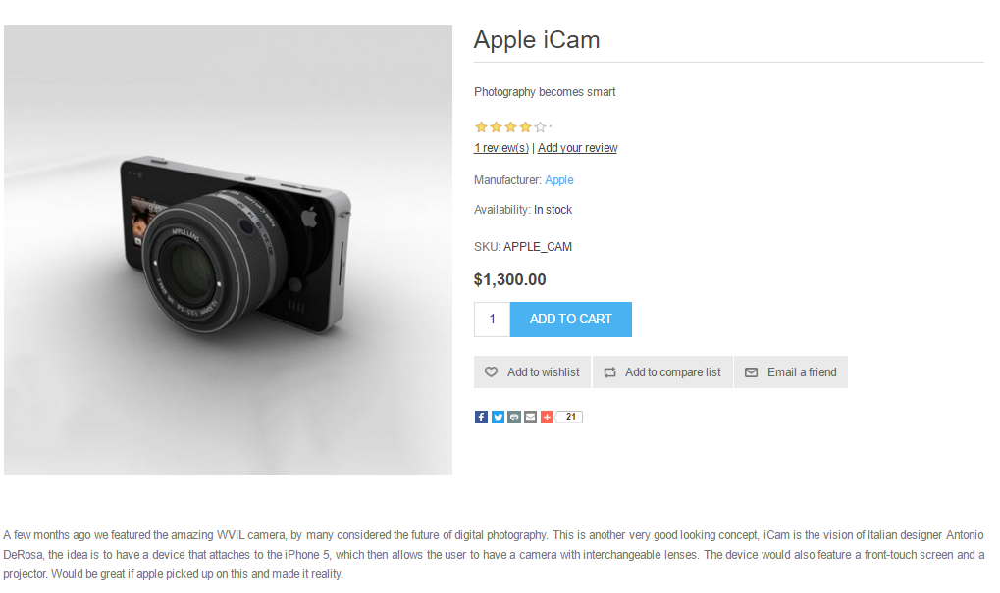 Apple iCam
Photography becomes smart
1 review(s) | Add your review
Manufacturer: Apple
Availability: In stock
SKU: APPLE_CAM
$1,300.00
1 ADD TO CART
Add to wishlist Add to compare list Email a friend
21
APPLE LENS
A few months ago we featured the amazing WVIL camera, by many considered the future of digital photography. This is another very good looking concept, iCam is the vision of Italian designer Antonio
DeRosa, the idea is to have a device that attaches to the iPhone 5, which then allows the user to have a camera with interchangeable lenses. The device would also feature a front-touch screen and a
projector. Would be great if apple picked up on this and made it reality.